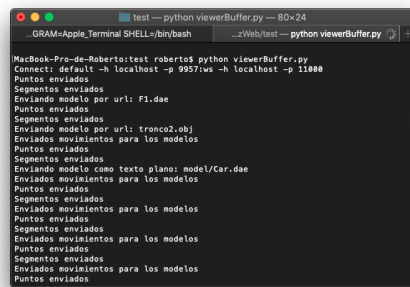 test — python viewerBuffer.py — 80×24
...GRAM=Apple_Terminal SHELL=/bin/bash
...zWeb/test — python viewerBuffer.py
[MacBook-Pro-de-Roberto:test roberto$ python viewerBuffer.py
Connect: default -h localhost -p 9957:ws -h localhost -p 11000
Puntos enviados
Segmentos enviados
Enviando modelo por url: F1.dae
Puntos enviados
Segmentos enviados
Enviando modelo por url: tronco2.obj
Enviados movimientos para los modelos
Puntos enviados
Segmentos enviados
Enviando modelo como texto plano: model/Car.dae
Enviados movimientos para los modelos
Puntos enviados
Segmentos enviados
Enviados movimientos para los modelos
Puntos enviados
Segmentos enviados
Enviados movimientos para los modelos
Puntos enviados
Segmentos enviados
Enviados movimientos para los modelos
Puntos enviados